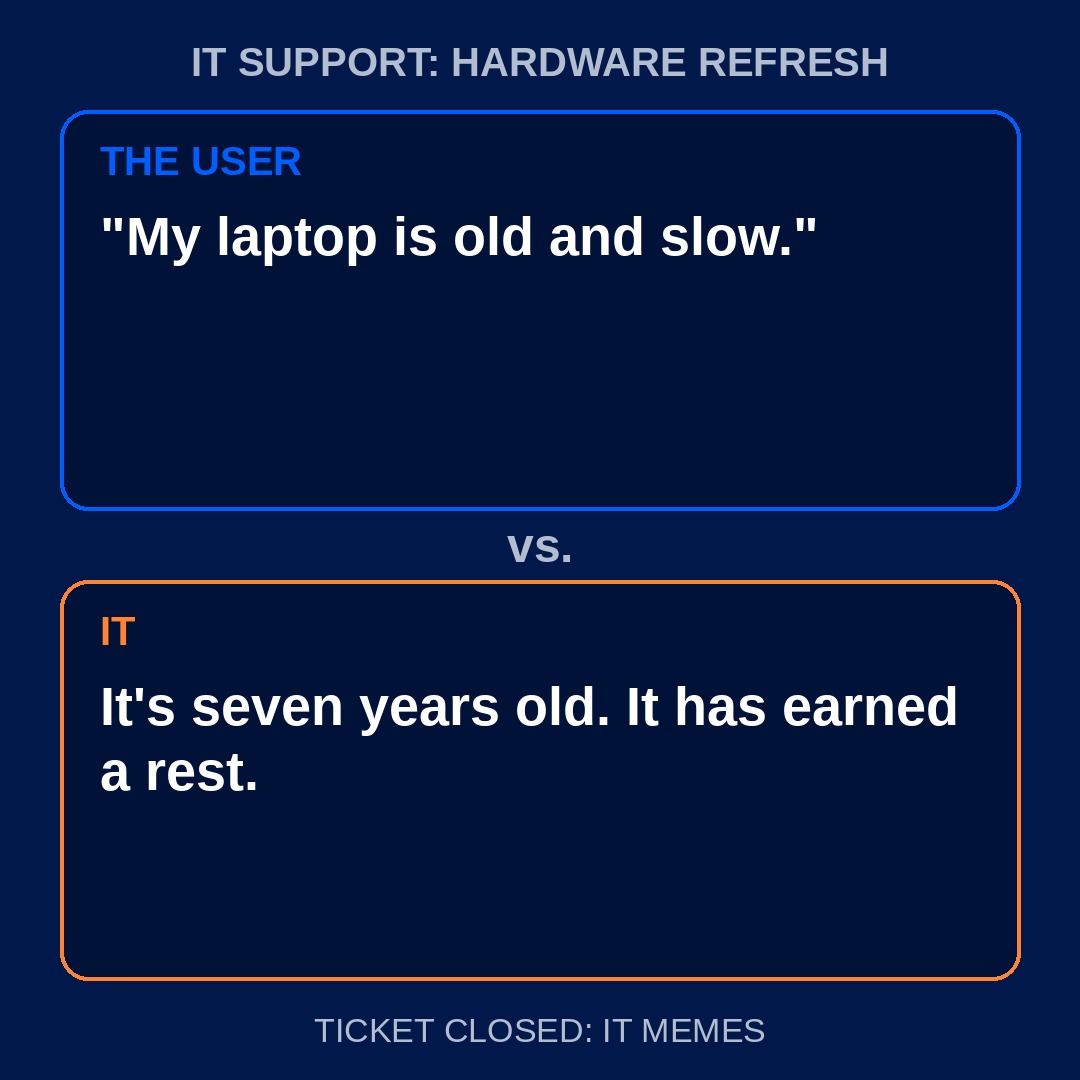 IT SUPPORT: HARDWARE REFRESH
THE USER
"My laptop is old and slow."
vs.
IT
It's seven years old. It has earned
a rest.
TICKET CLOSED: IT MEMES